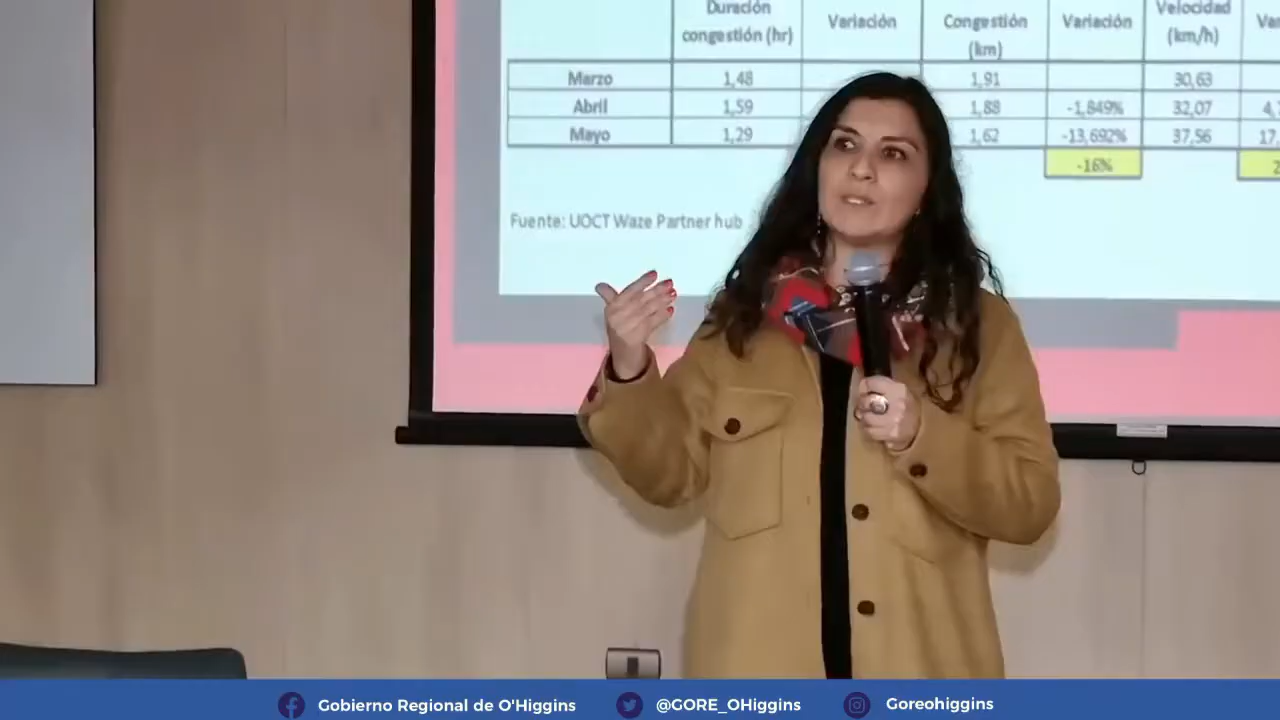 Duración congestión (hr)
Variación
Congestión (km)
Variación
Velocidad (km/h)
Marzo 1,48 1,91 30,63
Abril 1,59 1,88 -1,849% 32,07 4,
Mayo 1,29 1,62 -13,692% 37,56 17,
-16%
Fuente: UOCT Waze Partner hub
Gobierno Regional de O'Higgins @GORE_OHiggins Goreohiggins